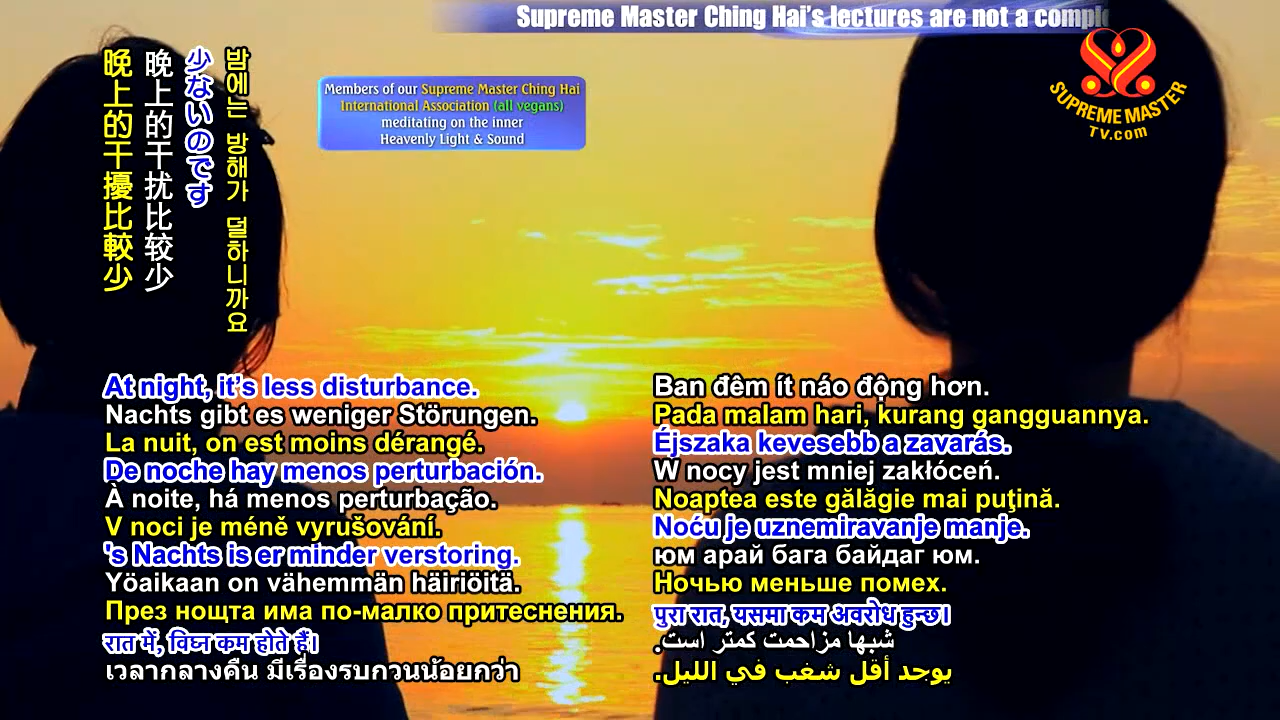 Supreme Master Ching Hai's lectures are not a
SUPREME MASTER
TV.com
Members of our Supreme Master Ching Hai
International Association (all vegans)
meditating on the inner
Heavenly Light & Sound
밤에는 방해가 덜하니까요
少ないのです
晚上的干扰比较少
晚上的干擾比較少
At night, it's less disturbance.
Nachts gibt es weniger Störungen.
La nuit, on est moins dérangé.
De noche hay menos perturbación.
À noite, há menos perturbação.
V noci je méně vyrušování.
's Nachts is er minder verstoring.
Yöaikaan on vähemmän häiriöitä.
През нощта има по-малко притеснения.
रात में, विघ्न कम होते हैं।
เวลากลางคืน มีเรื่องรบกวนน้อยกว่า
Ban đêm ít náo động hơn.
Pada malam hari, kurang gangguannya.
Éjszaka kevesebb a zavarás.
W nocy jest mniej zakłóceń.
Noaptea este gălăgie mai puţină.
Noću je uznemiravanje manje.
юм арай бага байдаг юм.
Ночью меньше помех.
पुरा रात, यसमा कम अवरोध हुन्छ।
شبها مزاحمت کمتر است.
يوجد أقل شغب في الليل.